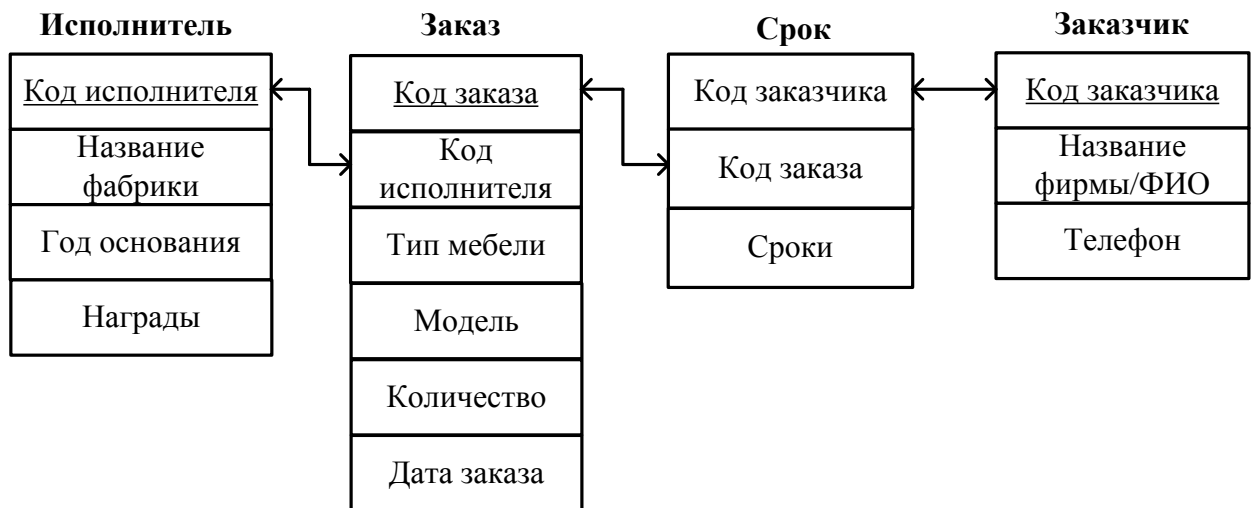 Исполнитель
Код исполнителя
Название
фабрики
Год основания
Награды
Заказ
Код заказа
Код
исполнителя
Тип мебели
Модель
Количество
Дата заказа
Срок
Код заказчика
Код заказа
Сроки
Заказчик
Код заказчика
Название
фирмы/ФИО
Телефон